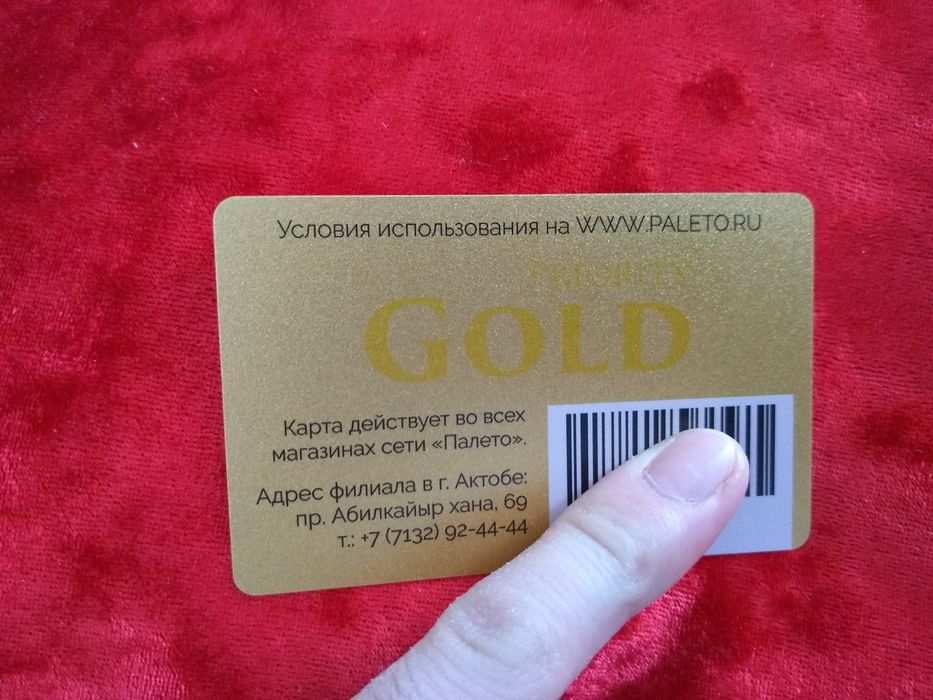 Условия использования на WWW.PALETO.RU
PRIORITY
GOLD
Карта действует во всех
магазинах сети «Палето».
Адрес филиала в г. Актобе:
пр. Абилкайыр хана, 69
т.: +7 (7132) 92-44-44